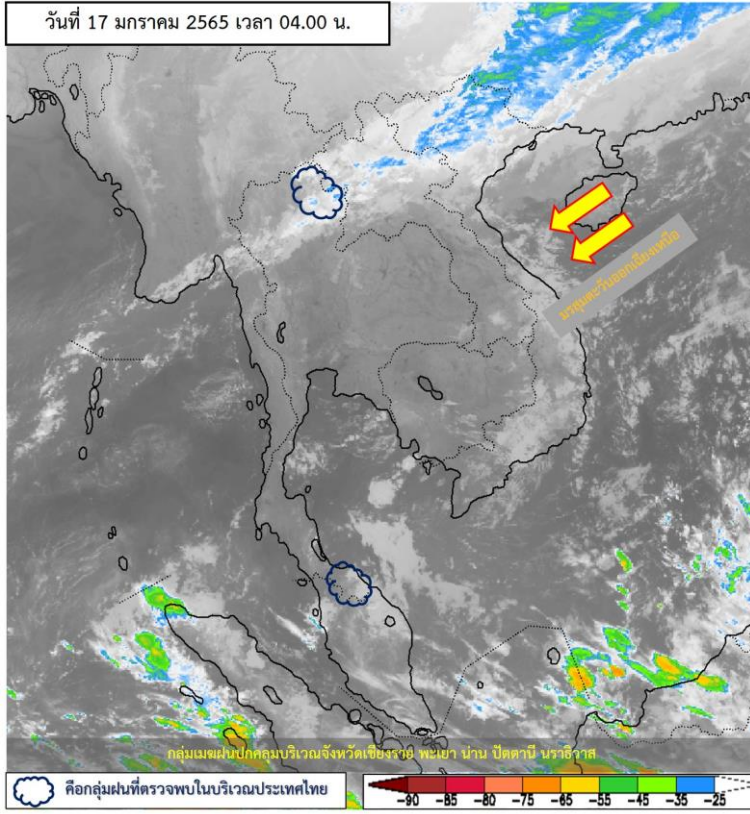 วันที่ 17 มกราคม 2565 เวลา 04.00 น.
มรสุมตะวันออกเฉียงเหนือ
กลุ่มเมฆฝนปกคลุมบริเวณจังหวัดเชียงราย พะเยา น่าน ปัตตานี นราธิวาส
คือกลุ่มฝนที่ตรวจพบในบริเวณประเทศไทย
-90 -85 -80 -75 -65 -55 -45 -35 -25